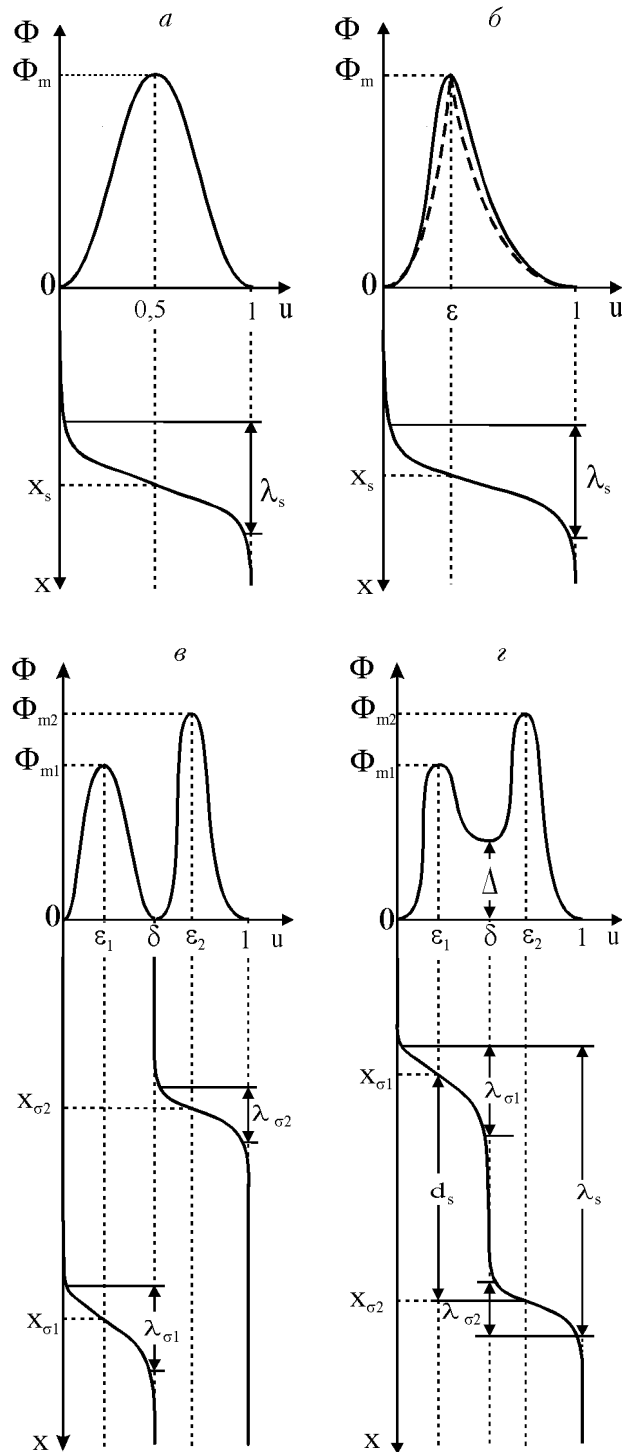 а
Φ
Φm
0
0,5
1
u
xs
λs
x
б
Φ
Φm
0
ε
1
u
xs
λs
x
в
Φ
Φm2
Φm1
0
ε1
δ
ε2
1
u
xσ2
λσ2
xσ1
λσ1
x
г
Φ
Φm2
Φm1
Δ
0
ε1
δ
ε2
1
u
xσ1
λσ1
ds
λs
xσ2
λσ2
x